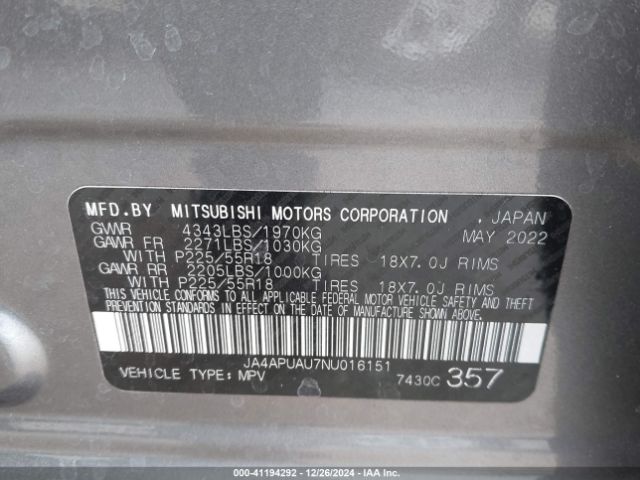 MFD.BY MITSUBISHI MOTORS CORPORATION , JAPAN
GVWR 4343LBS/1970KG MAY 2022
GAWR FR 2271LBS/1030KG
WITH P225/55R18 TIRES 18X7.0J RIMS
GAWR RR 2205LBS/1000KG
WITH P225/55R18 TIRES 18X7.0J RIMS
THIS VEHICLE CONFORMS TO ALL APPLICABLE FEDERAL MOTOR VEHICLE SAFETY AND THEFT
PREVENTION STANDARDS IN EFFECT ON THE DATE OF MANUFACTURE SHOWN ABOVE.
JA4APUAU7NU016151
VEHICLE TYPE: MPV 7430C 357
000-41194292 - 12/26/2024 - IAA